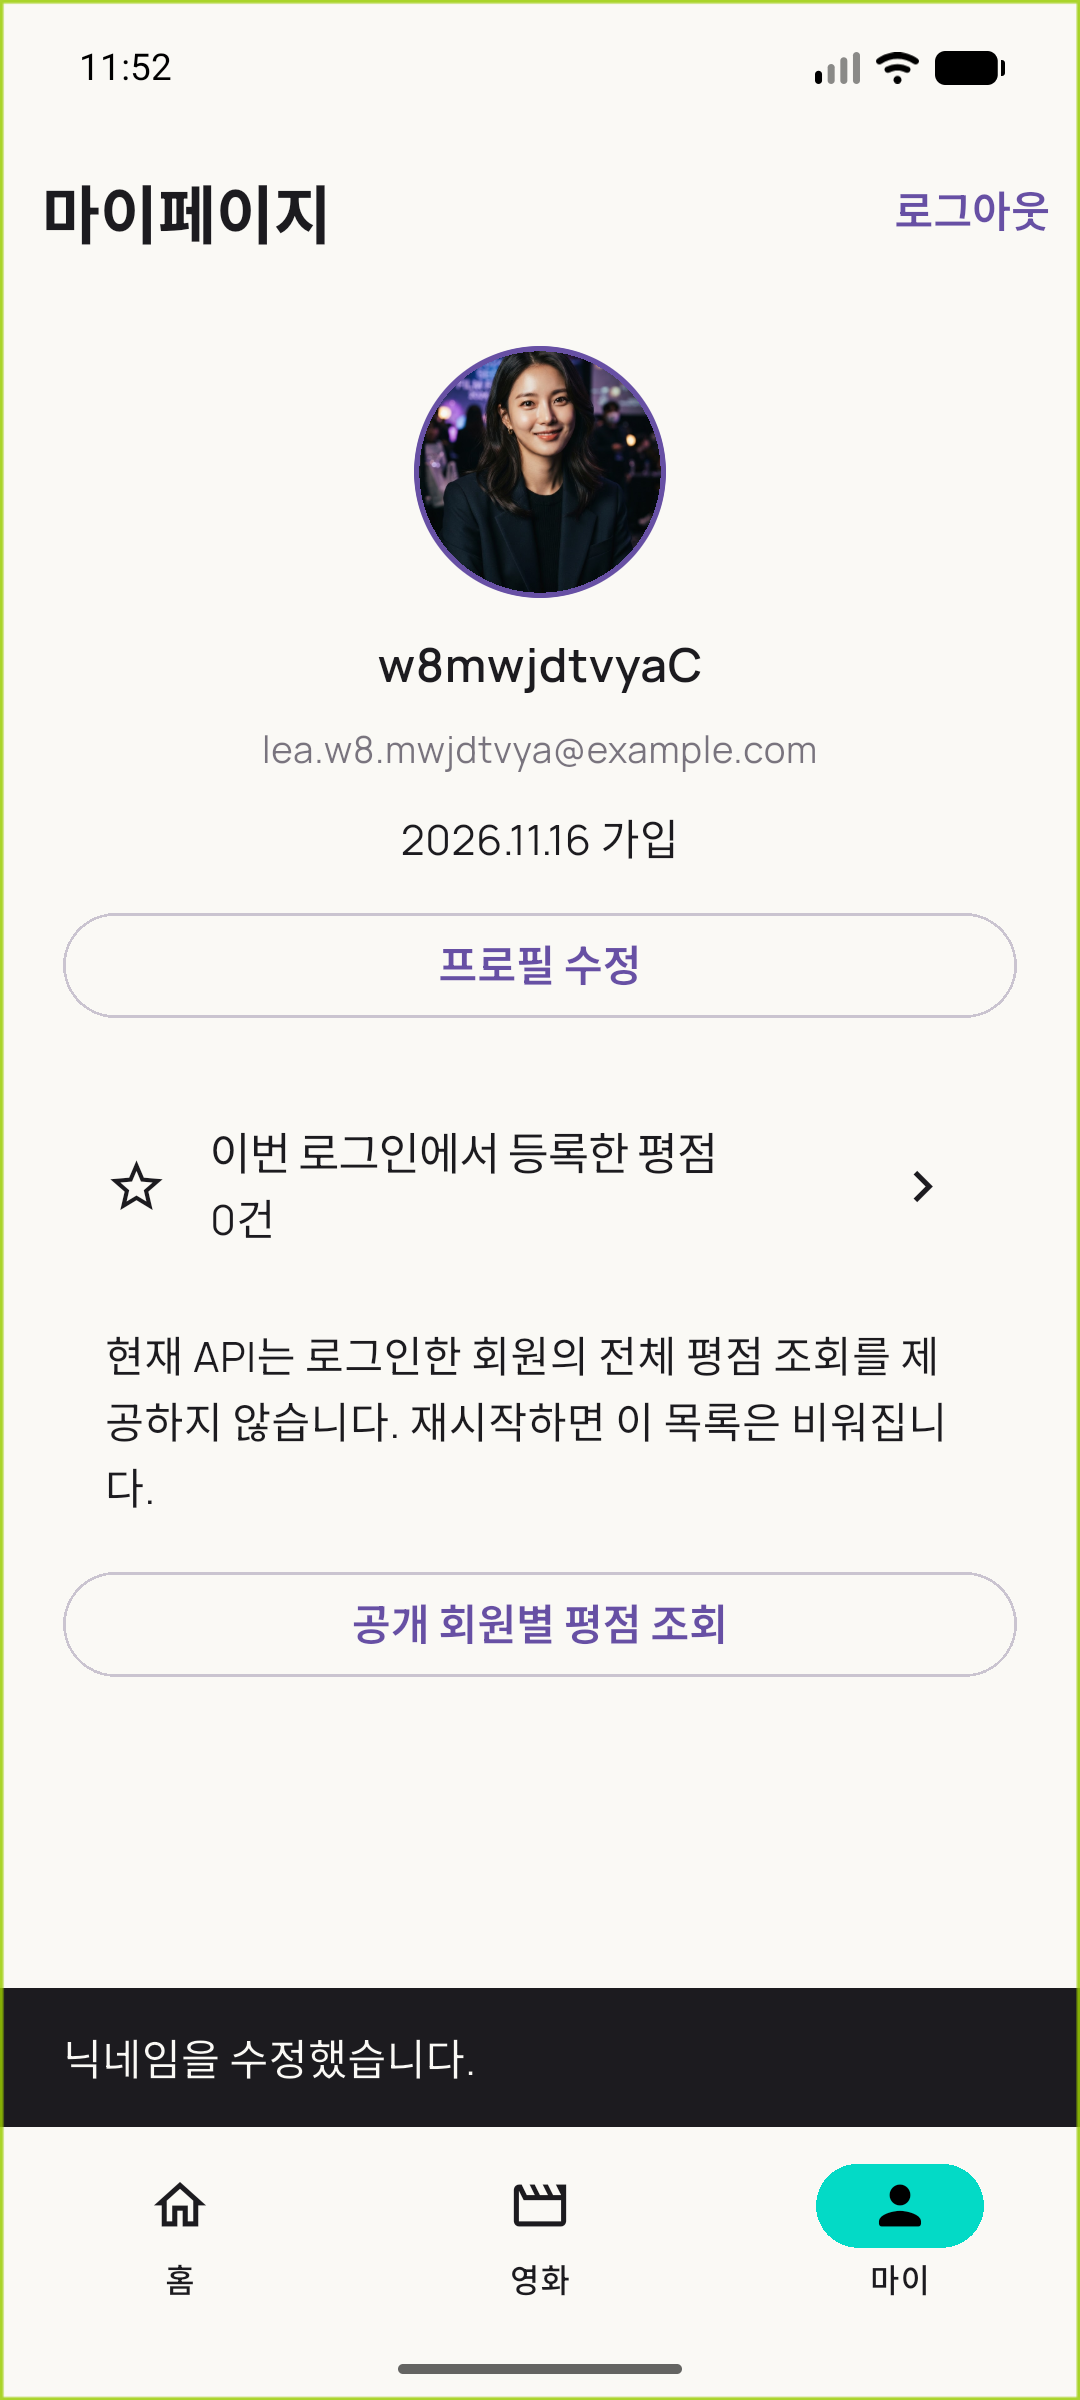 11:52
마이페이지
로그아웃
w8mwjdtvyaC
lea.w8.mwjdtvya@example.com
2026.11.16 가입
프로필 수정
이번 로그인에서 등록한 평점
0건
현재 API는 로그인한 회원의 전체 평점 조회를 제
공하지 않습니다. 재시작하면 이 목록은 비워집니
다.
공개 회원별 평점 조회
닉네임을 수정했습니다.
홈
영화
마이